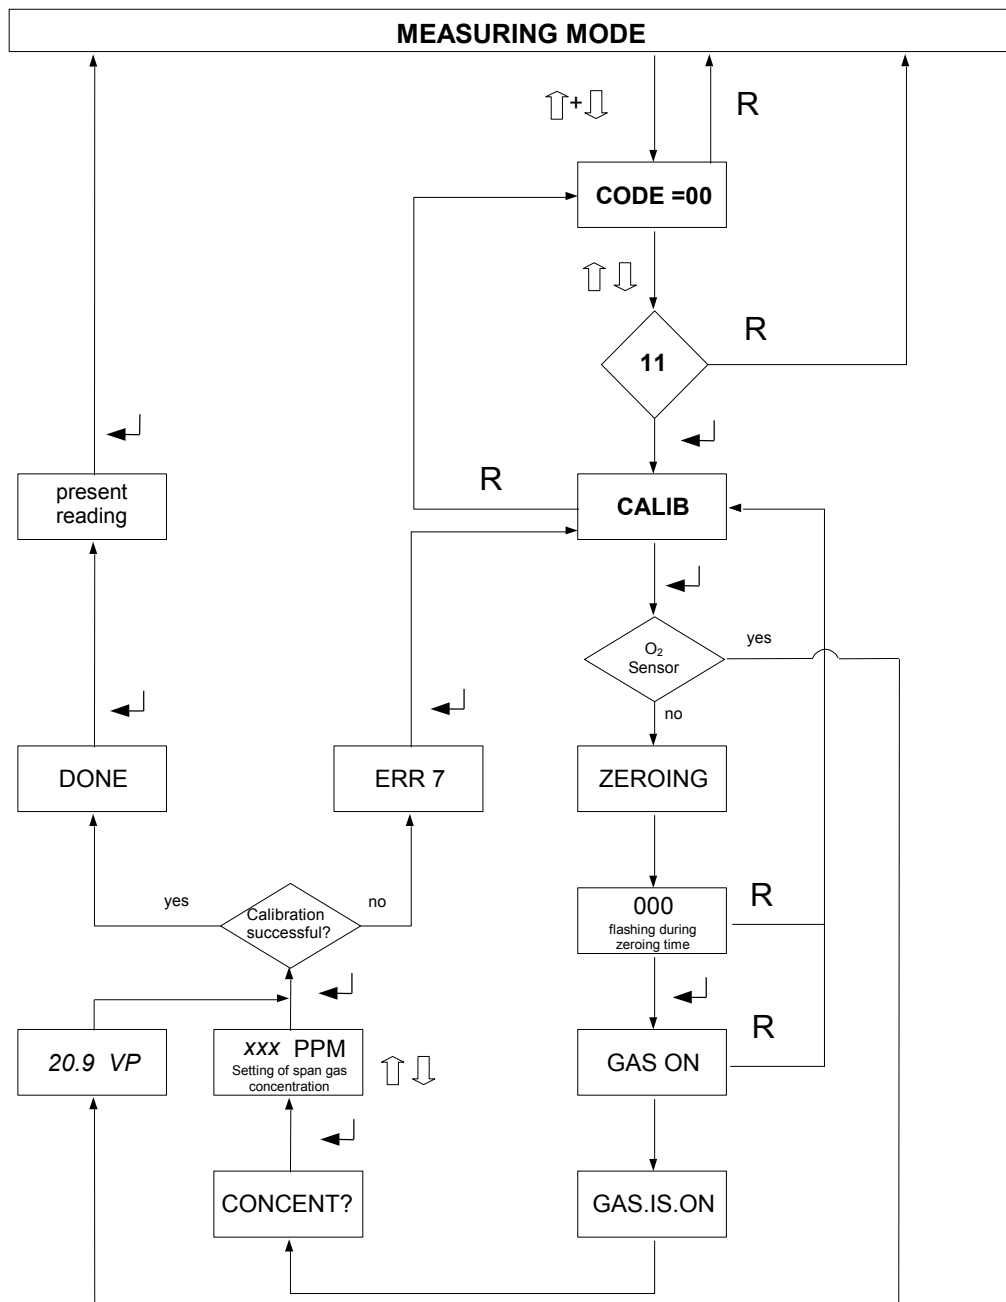 MEASURING MODE
+
R
CODE =00
R
11
R
present
reading
CALIB
O₂
Sensor
yes
no
DONE
ERR 7
ZEROING
yes
Calibration
successful?
no
000
flashing during
zeroing time
R
20.9 VP
xxx PPM
Setting of span gas
concentration
GAS ON
R
CONCENT?
GAS.IS.ON